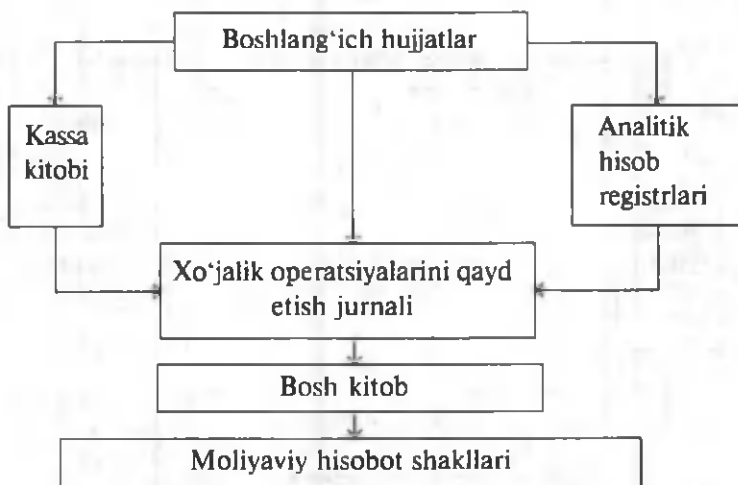 Boshlang‘ich hujjatlar
Kassa
kitobi
Analitik
hisob
registrlari
Xo‘jalik operatsiyalarini qayd
etish jurnali
Bosh kitob
Moliyaviy hisobot shakllari